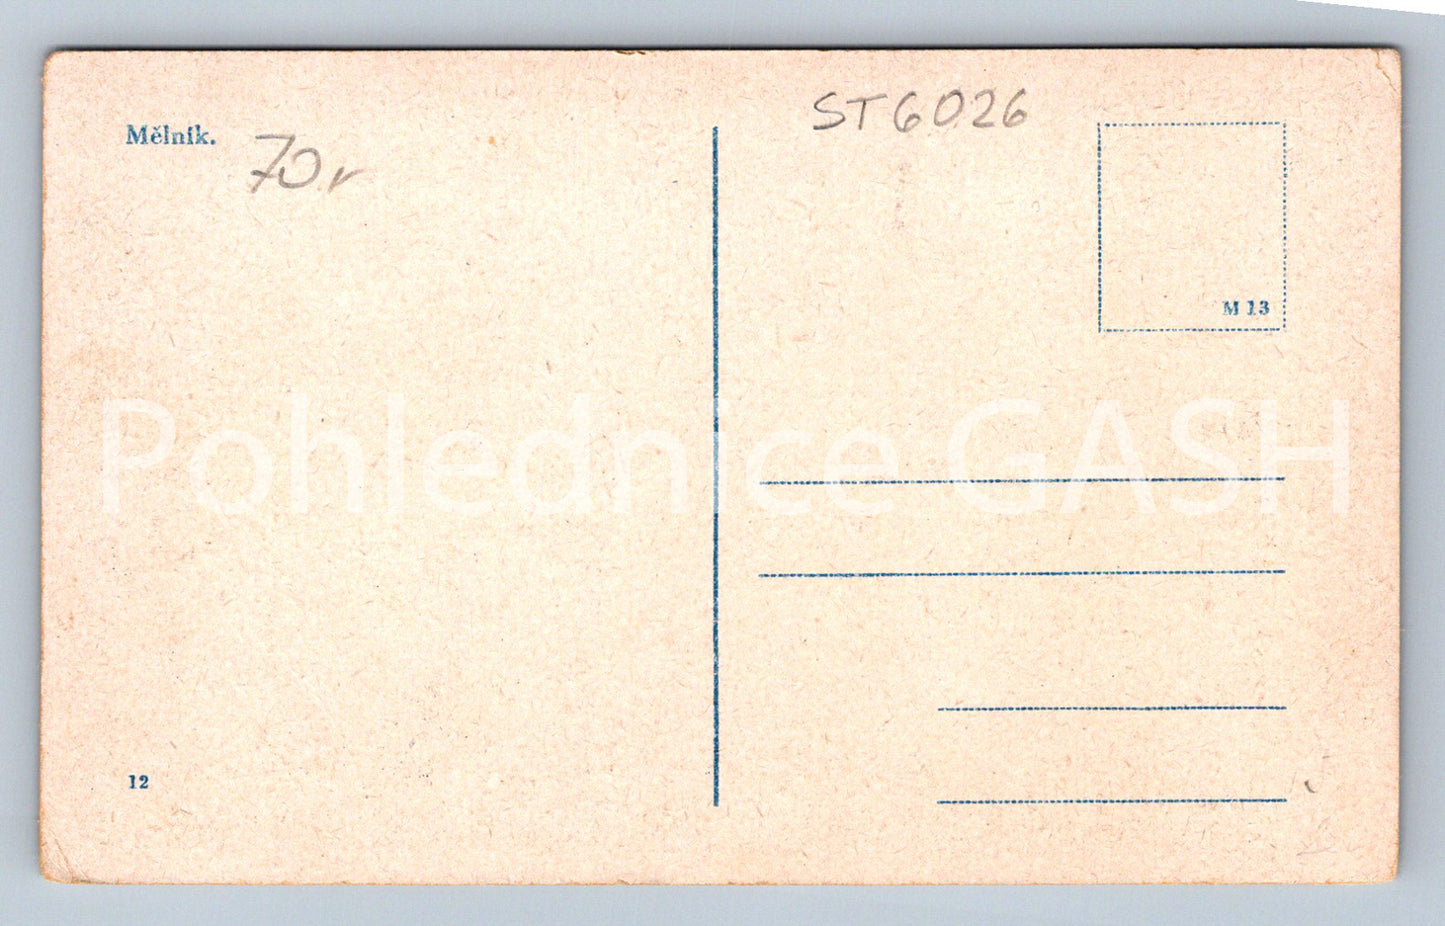 Mělník.
70,-
ST6026
M 13
Pohlednice GASH
12